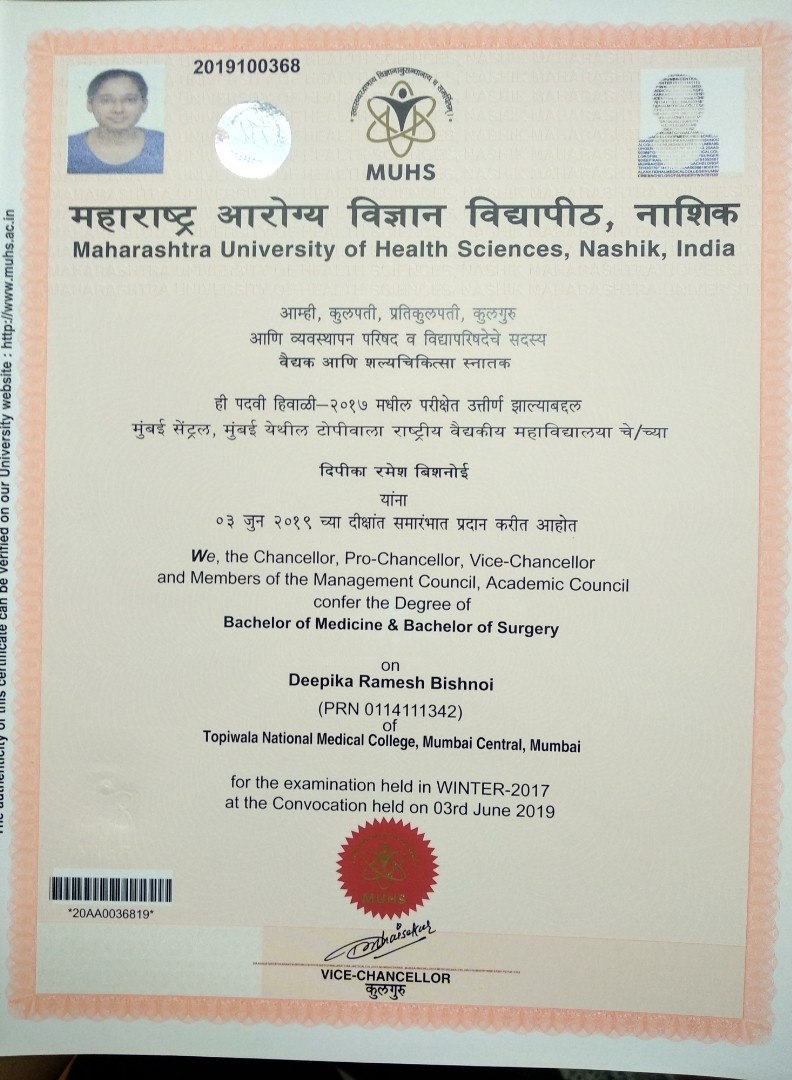 2019100368
MUHS
महाराष्ट्र आरोग्य विज्ञान विद्यापीठ, नाशिक
Maharashtra University of Health Sciences, Nashik, India
आम्ही, कुलपती, प्रतिकुलपती, कुलगुरु
आणि व्यवस्थापन परिषद व विद्यापरिषदेचे सदस्य
वैद्यक आणि शल्यचिकित्सा स्नातक
ही पदवी हिवाळी–२०१७ मधील परीक्षेत उत्तीर्ण झाल्याबद्दल
मुंबई सेंट्रल, मुंबई येथील टोपीवाला राष्ट्रीय वैद्यकीय महाविद्यालया चे/च्या
दिपीका रमेश बिशनोई
यांना
०३ जुन २०१९ च्या दीक्षांत समारंभात प्रदान करीत आहोत
We, the Chancellor, Pro-Chancellor, Vice-Chancellor
and Members of the Management Council, Academic Council
confer the Degree of
Bachelor of Medicine & Bachelor of Surgery
on
Deepika Ramesh Bishnoi
(PRN 0114111342)
of
Topiwala National Medical College, Mumbai Central, Mumbai
for the examination held in WINTER-2017
at the Convocation held on 03rd June 2019
MUHS
*20AA0036819*
VICE-CHANCELLOR
कुलगुरु
The authenticity of this certificate can be verified on our University website : http://www.muhs.ac.in